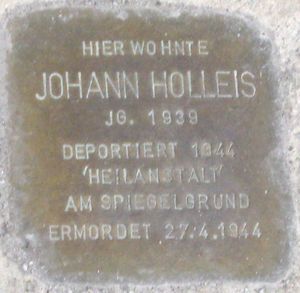 HIER WOHNTE
JOHANN HOLLEIS
JG. 1939
DEPORTIERT 1944
'HEILANSTALT'
AM SPIEGELGRUND
ERMORDET 27.4.1944